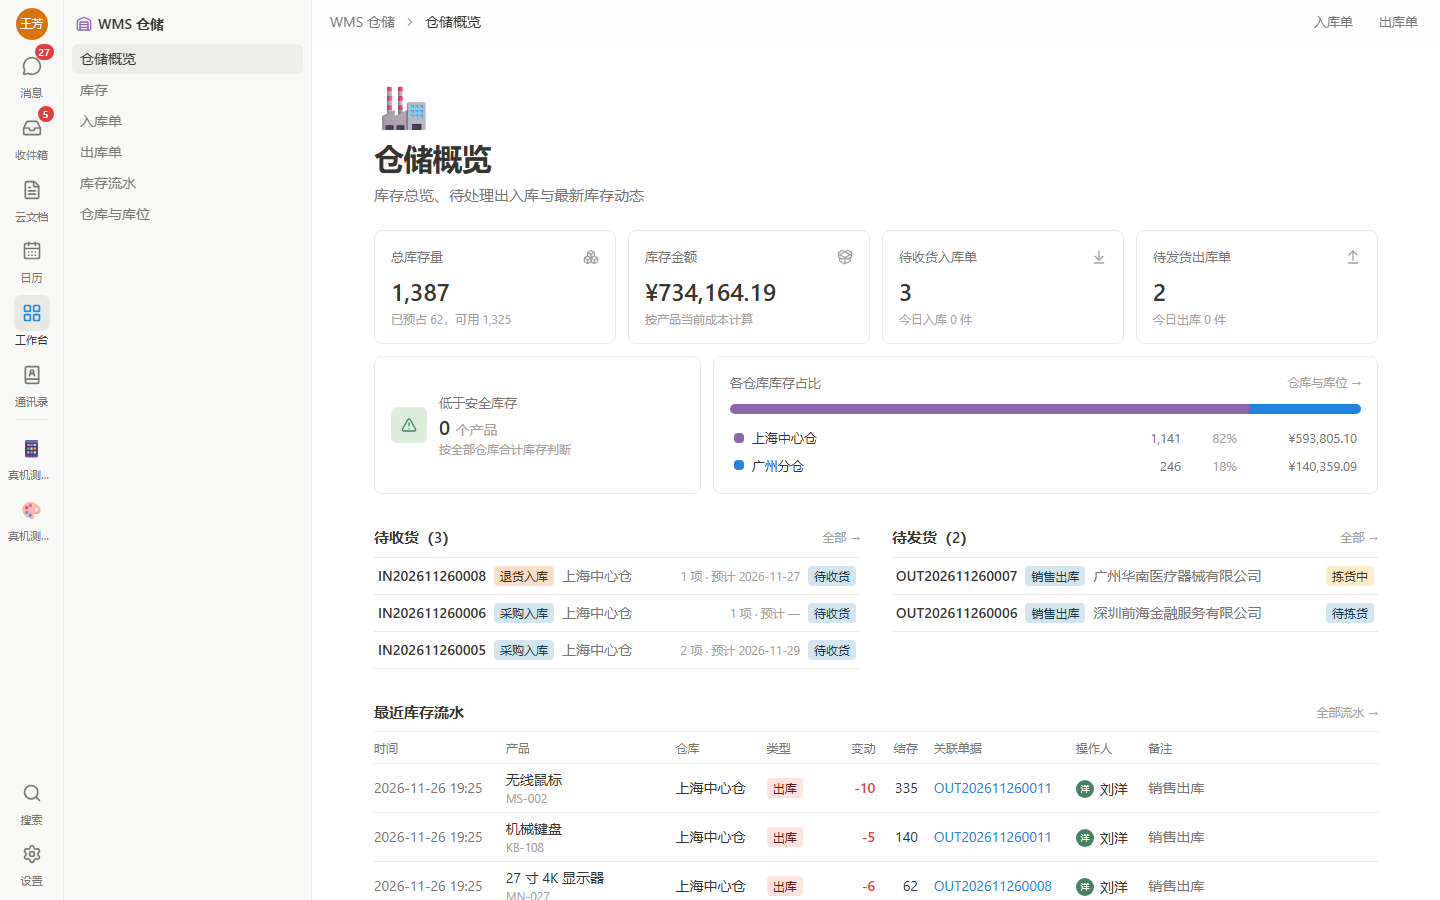 王芳
27
消息
5
收件箱
云文档
日历
工作台
通讯录
真机测...
真机测...
搜索
设置
WMS 仓储
仓储概览
库存
入库单
出库单
库存流水
仓库与库位
WMS 仓储 > 仓储概览
入库单 出库单
仓储概览
库存总览、待处理出入库与最新库存动态
总库存量
1,387
已预占 62，可用 1,325
库存金额
¥734,164.19
按产品当前成本计算
待收货入库单
3
今日入库 0 件
待发货出库单
2
今日出库 0 件
低于安全库存
0 个产品
按全部仓库合计库存判断
各仓库库存占比 仓库与库位 →
上海中心仓 1,141 82% ¥593,805.10
广州分仓 246 18% ¥140,359.09
待收货（3） 全部 →
IN202611260008 退货入库 上海中心仓 1 项 · 预计 2026-11-27 待收货
IN202611260006 采购入库 上海中心仓 1 项 · 预计 — 待收货
IN202611260005 采购入库 上海中心仓 2 项 · 预计 2026-11-29 待收货
待发货（2） 全部 →
OUT202611260007 销售出库 广州华南医疗器械有限公司 拣货中
OUT202611260006 销售出库 深圳前海金融服务有限公司 待拣货
最近库存流水 全部流水 →
时间 产品 仓库 类型 变动 结存 关联单据 操作人 备注
2026-11-26 19:25 无线鼠标 上海中心仓 出库 -10 335 OUT202611260011 洋 刘洋 销售出库
MS-002
2026-11-26 19:25 机械键盘 上海中心仓 出库 -5 140 OUT202611260011 洋 刘洋 销售出库
KB-108
2026-11-26 19:25 27 寸 4K 显示器 上海中心仓 出库 -6 62 OUT202611260008 洋 刘洋 销售出库
MN-027